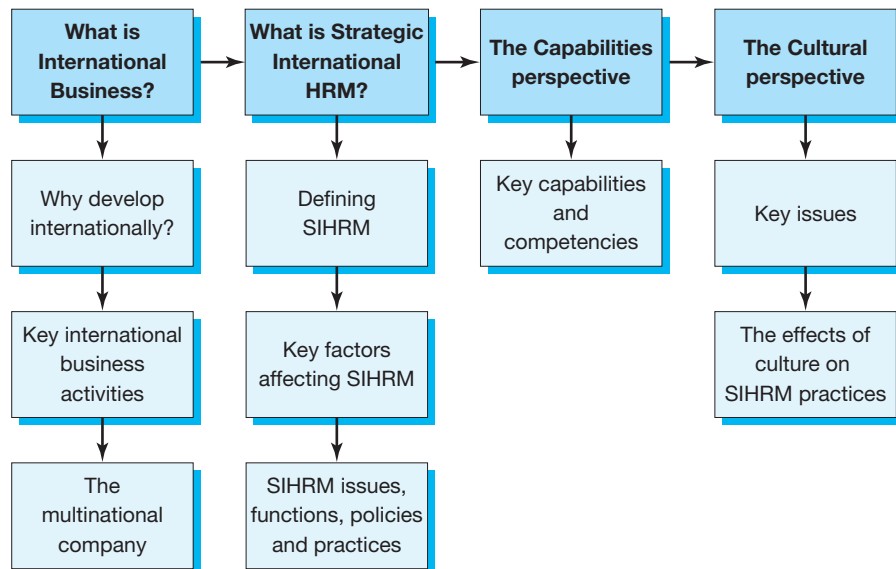 What is
International
Business?
What is Strategic
International
HRM?
The Capabilities
perspective
The Cultural
perspective
Why develop
internationally?
Defining
SIHRM
Key capabilities
and
competencies
Key issues
Key international
business
activities
Key factors
affecting SIHRM
The effects of
culture on
SIHRM practices
The
multinational
company
SIHRM issues,
functions, policies
and practices